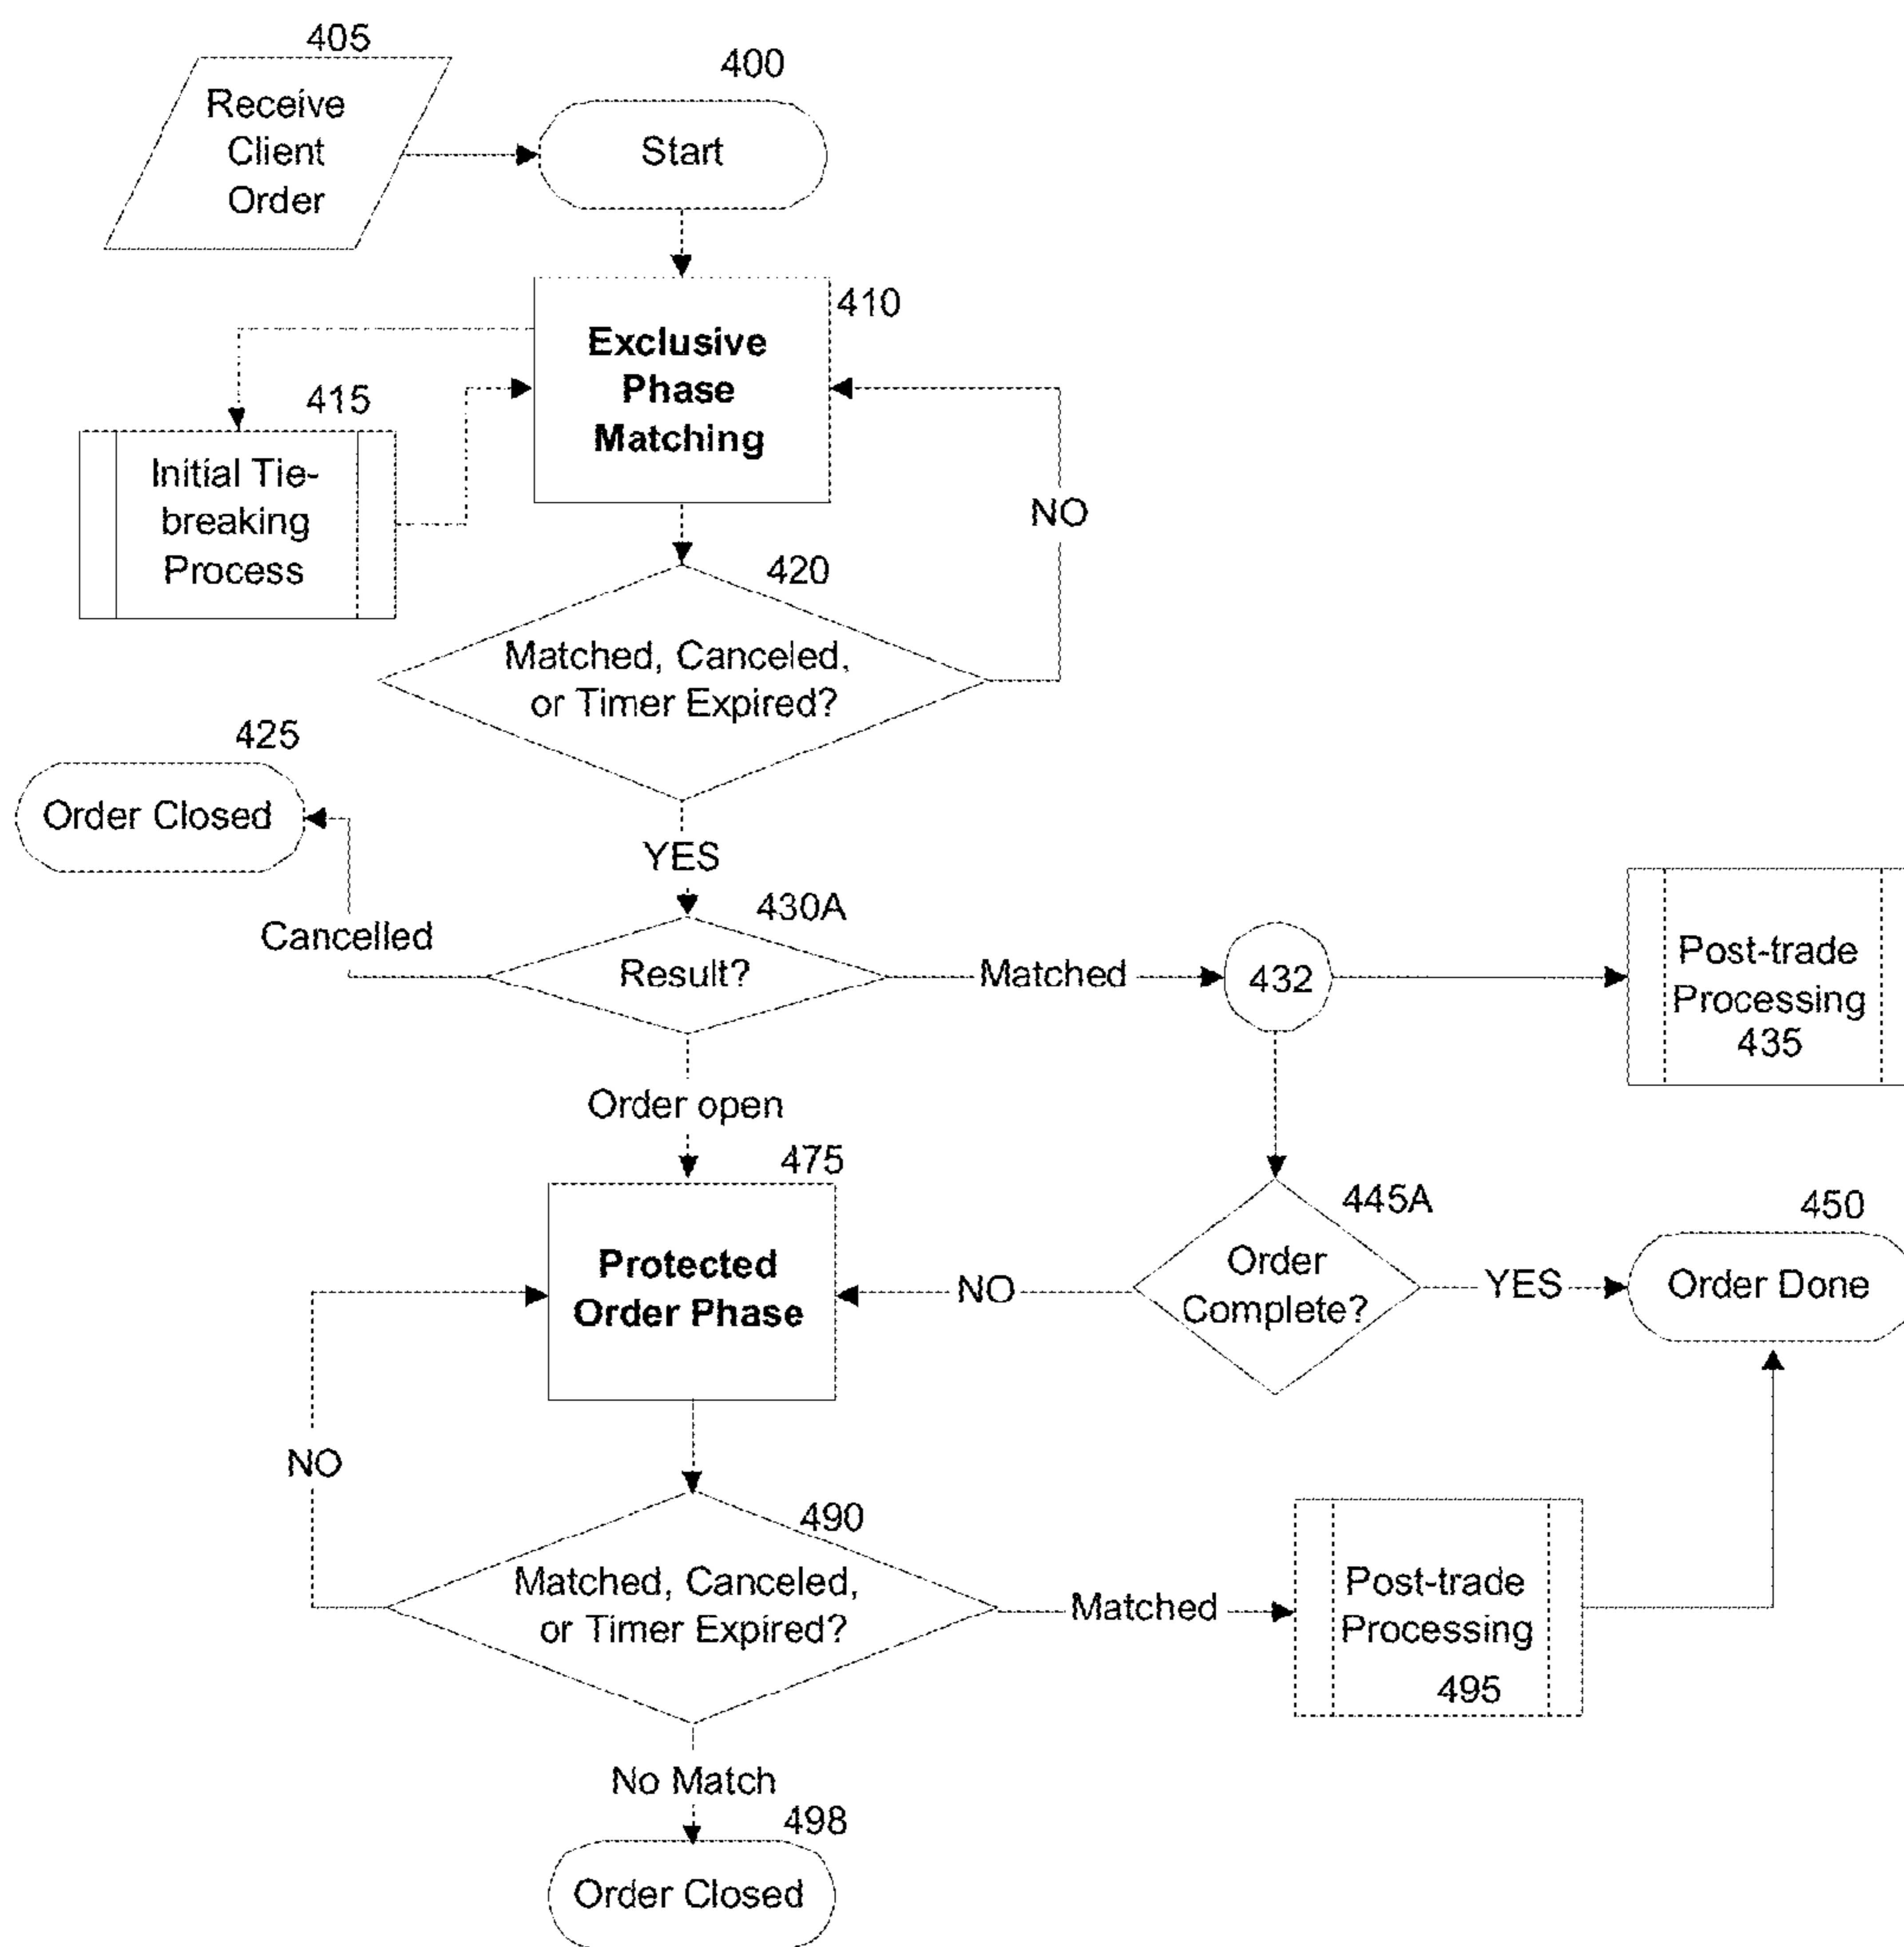 405
Receive
Client
Order
400
Start
410
Exclusive
Phase
Matching
415
Initial Tie-
breaking
Process
NO
420
Matched, Canceled,
or Timer Expired?
425
Order Closed
YES
430A
Cancelled
Result?
Matched
432
Post-trade
Processing
435
Order open
475
Protected
Order Phase
NO
445A
Order
Complete?
YES
450
Order Done
NO
490
Matched, Canceled,
or Timer Expired?
Matched
Post-trade
Processing
495
No Match
498
Order Closed